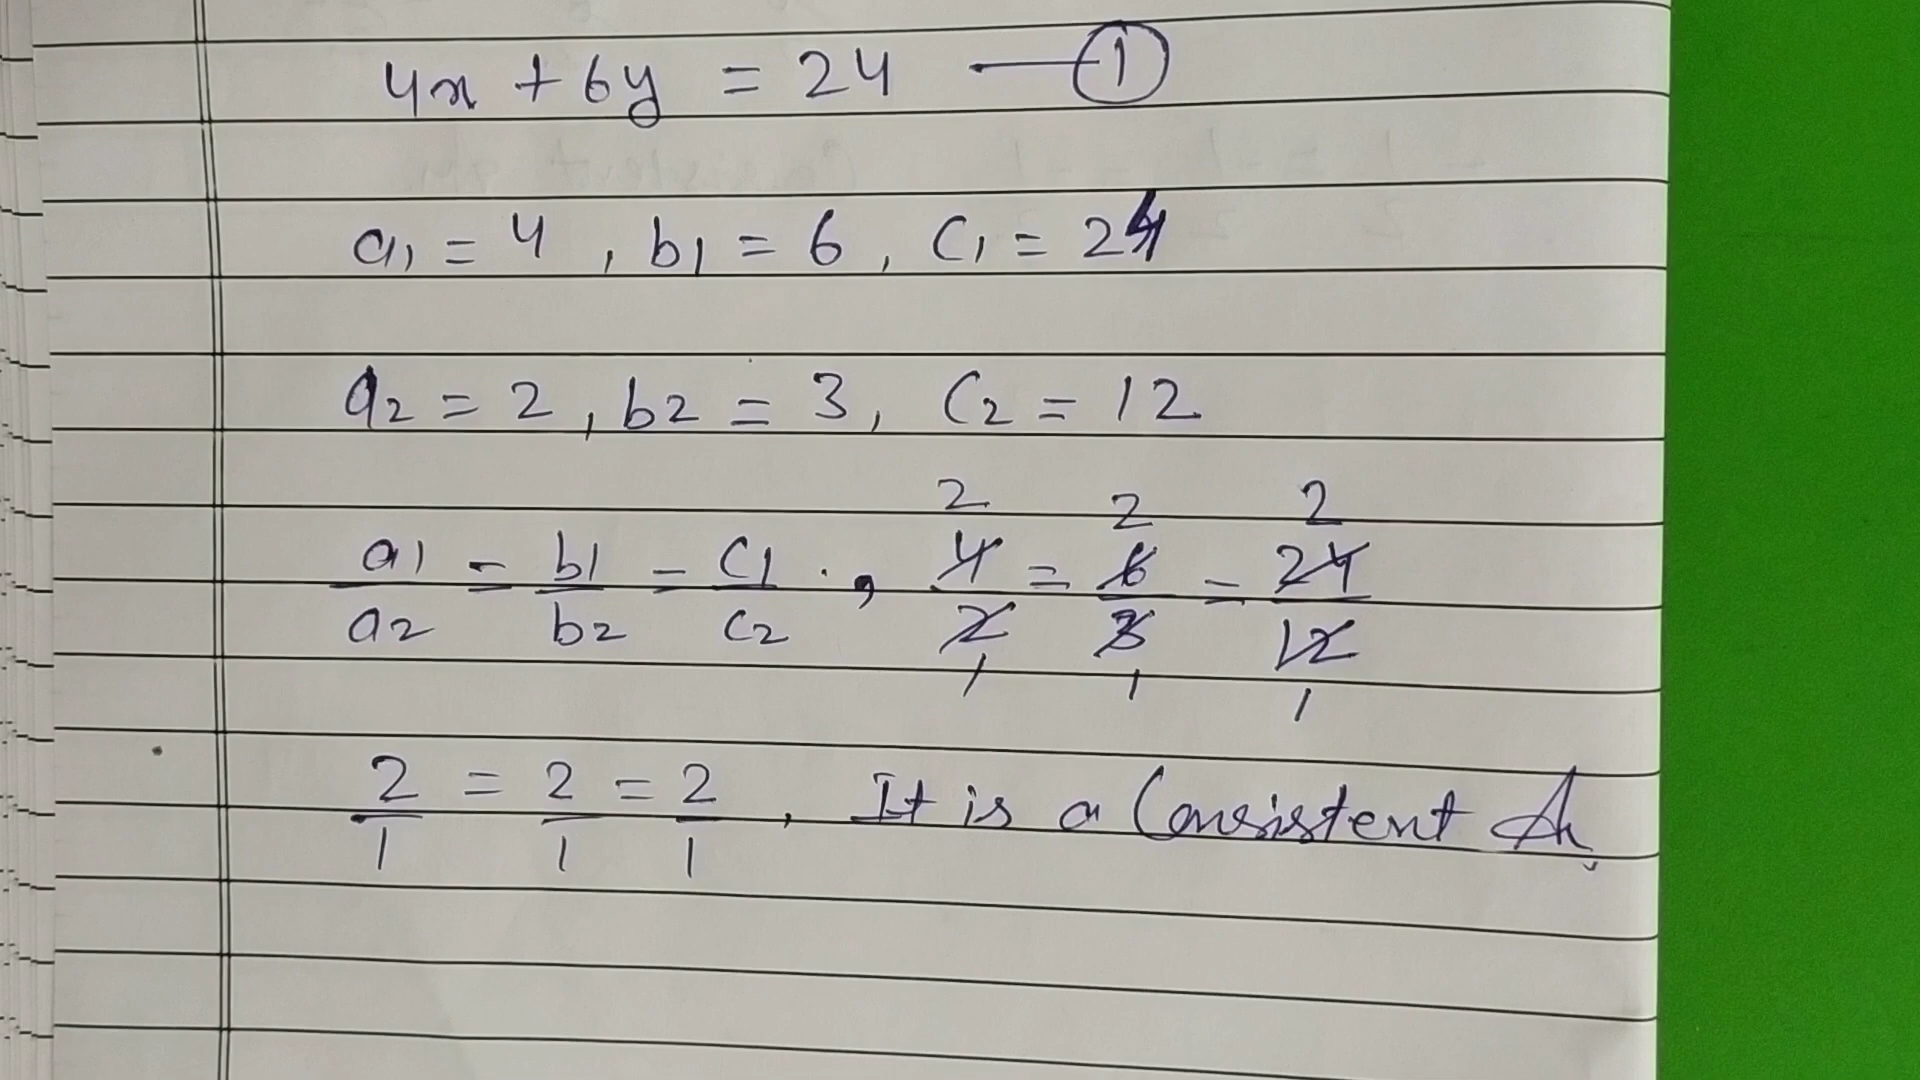 4x + 6y = 24 — ①
a1 = 4 , b1 = 6 , C1 = 24
a2 = 2 , b2 = 3 , C2 = 12
a1/a2 = b1/b2 = C1/C2 . , 2 4/2 1 = 2 6/3 1 = 2 24/12 1
2/1 = 2/1 = 2/1 , It is a Consistent